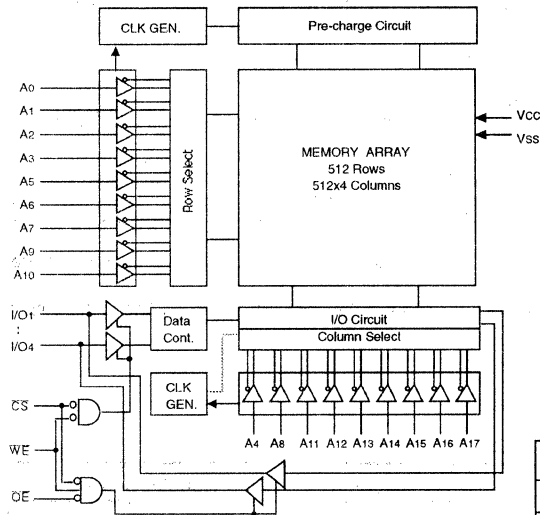 CLK GEN.
Pre-charge Circuit
A0
A1
A2
A3
A5
A6
A7
A9
A10
Row Select
MEMORY ARRAY
512 Rows
512x4 Columns
Vcc
Vss
I/O1
:
I/O4
Data
Cont.
I/O Circuit
Column Select
CLK
GEN.
A4 A8 A11 A12 A13 A14 A15 A16 A17
CS
WE
OE